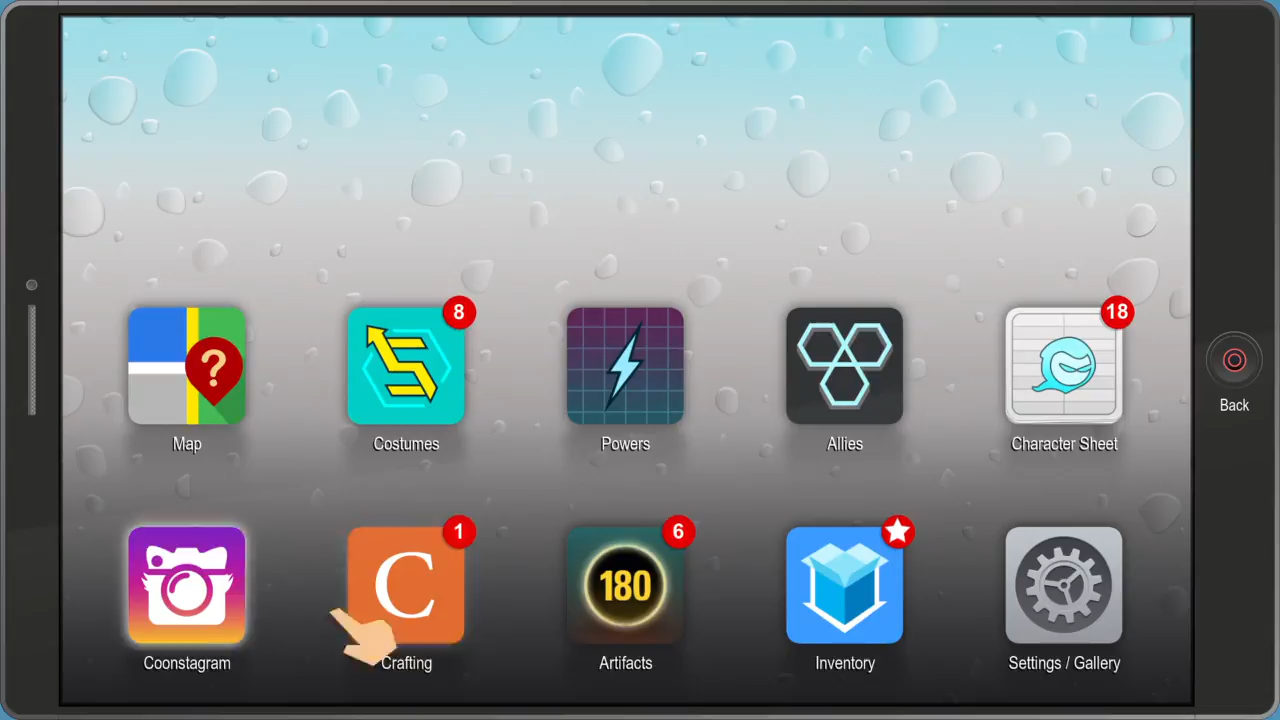 8
18
?
Map
Costumes
Powers
Allies
Character Sheet
Back
1
6
C
180
Coonstagram
Crafting
Artifacts
Inventory
Settings / Gallery